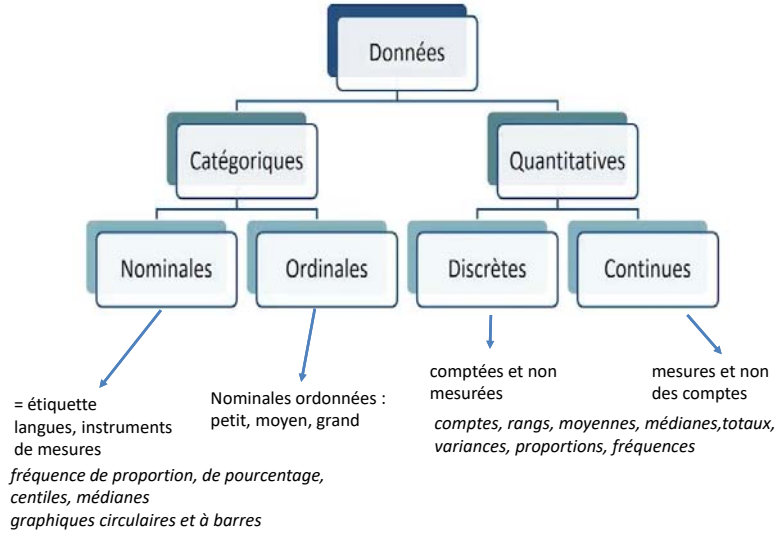 Données
Catégoriques
Quantitatives
Nominales
Ordinales
Discrètes
Continues
= étiquette
langues, instruments
de mesures
Nominales ordonnées :
petit, moyen, grand
comptées et non
mesurées
mesures et non
des comptes
fréquence de proportion, de pourcentage,
centiles, médianes
graphiques circulaires et à barres
comptes, rangs, moyennes, médianes,totaux,
variances, proportions, fréquences